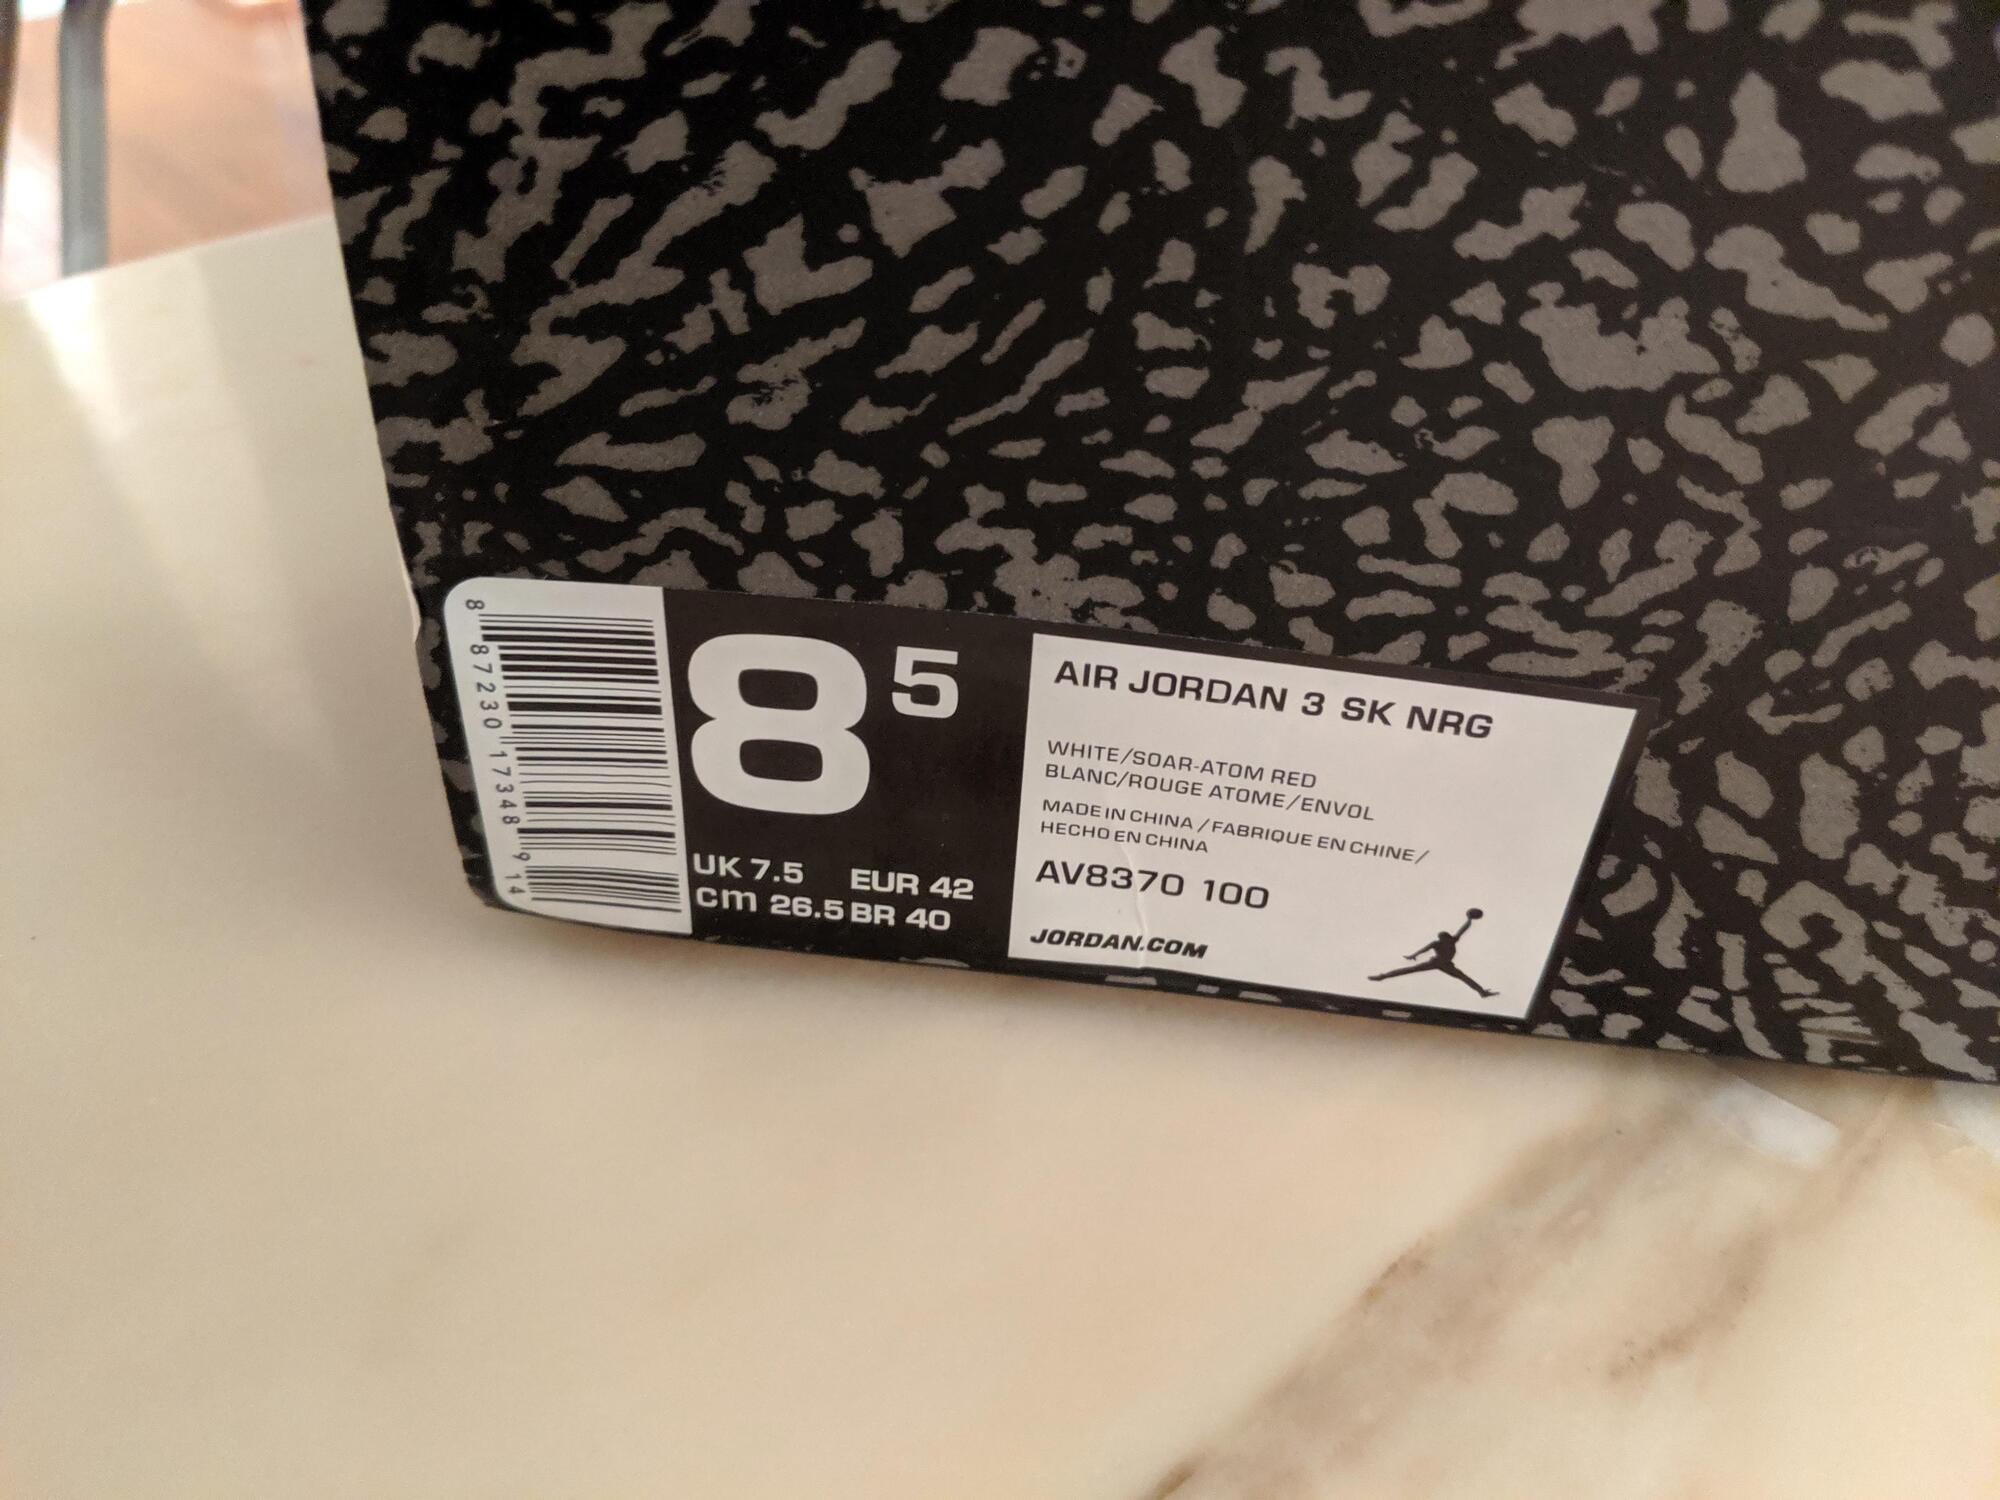 8 87230 17348 9 14
8 5
UK 7.5 EUR 42
cm 26.5 BR 40
AIR JORDAN 3 SK NRG
WHITE/SOAR-ATOM RED
BLANC/ROUGE ATOME/ENVOL
MADE IN CHINA / FABRIQUE EN CHINE/
HECHO EN CHINA
AV8370 100
JORDAN.COM